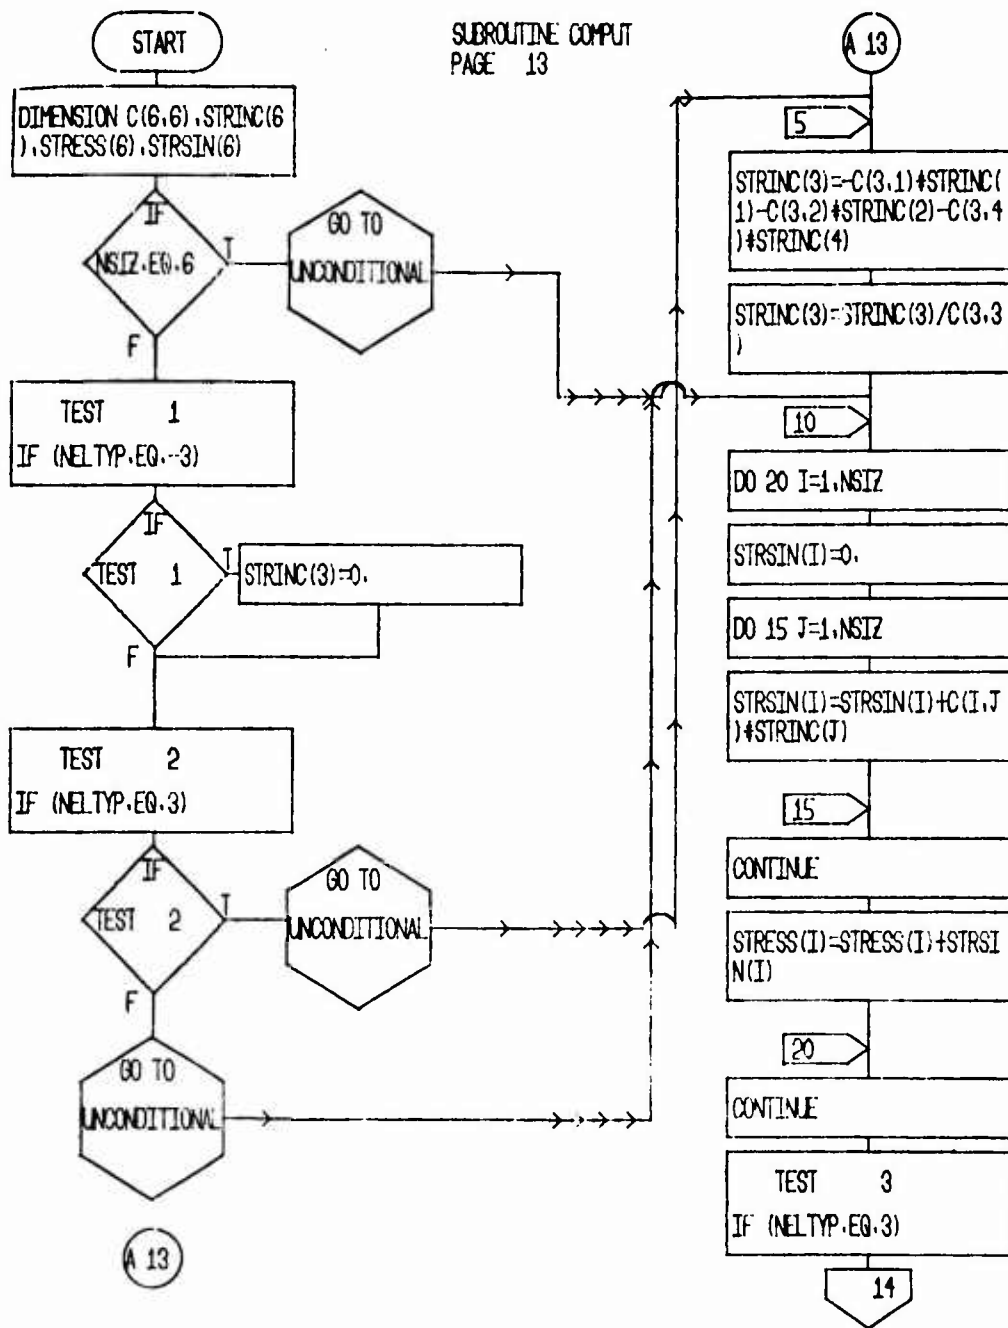 SUBROUTINE COMPUT
PAGE 13
START
DIMENSION C(6,6),STRINC(6
),STRESS(6),STRSIN(6)
IF
NSIZ.EQ.6
T
F
GO TO
UNCONDITIONAL
TEST 1
IF (NELTYP.EQ.-3)
IF
TEST 1
T
F
STRINC(3)=0.
TEST 2
IF (NELTYP.EQ.3)
IF
TEST 2
T
F
GO TO
UNCONDITIONAL
GO TO
UNCONDITIONAL
A 13
A 13
5
STRINC(3)=-C(3,1)*STRINC(
1)-C(3,2)*STRINC(2)-C(3,4
)*STRINC(4)
STRINC(3)=STRINC(3)/C(3,3
)
10
DO 20 I=1,NSIZ
STRSIN(I)=0.
DO 15 J=1,NSIZ
STRSIN(I)=STRSIN(I)+C(I,J
)*STRINC(J)
15
CONTINUE
STRESS(I)=STRESS(I)+STRSI
N(I)
20
CONTINUE
TEST 3
IF (NELTYP.EQ.3)
14